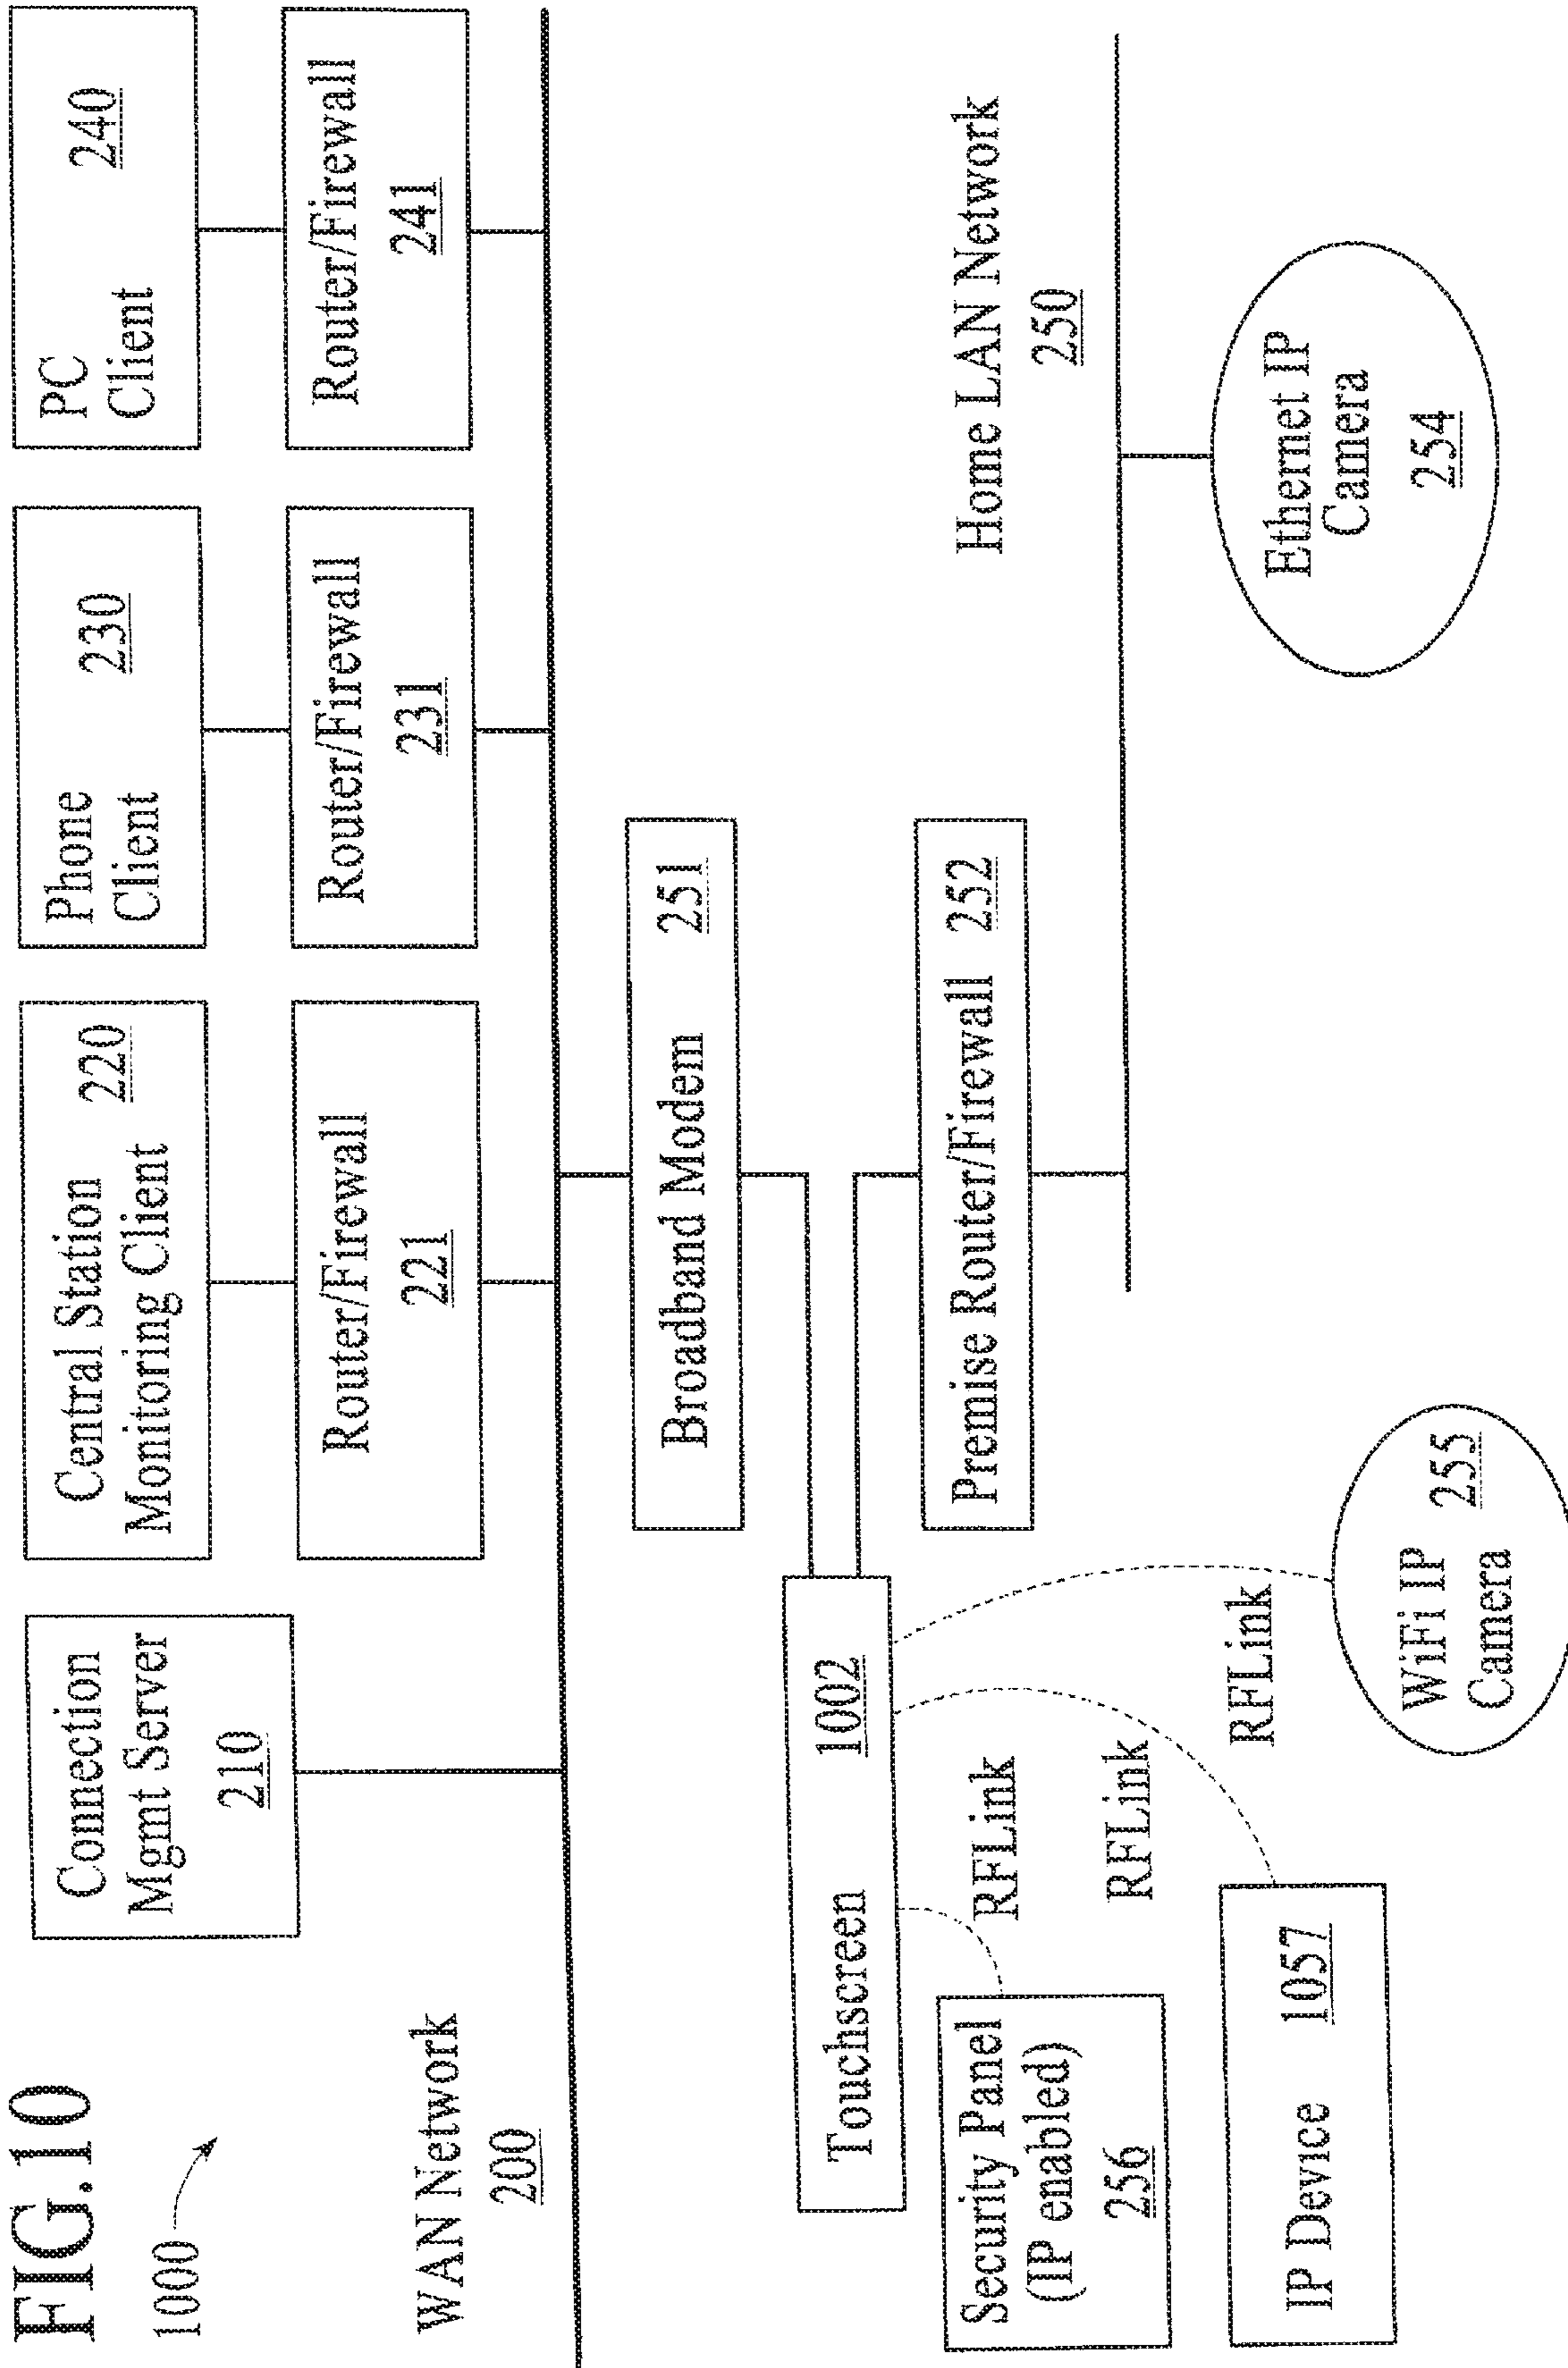 FIG.10
1000
WAN Network
200
Connection
Mgmt Server
210
Central Station
Monitoring Client
220
Phone
Client
230
PC
Client
240
Router/Firewall
221
Router/Firewall
231
Router/Firewall
241
Broadband Modem 251
Touchscreen 1002
Premise Router/Firewall 252
Home LAN Network
250
Security Panel
(IP enabled)
256
RFLink
RFLink
RFLink
IP Device 1057
WiFi IP
Camera
255
Ethernet IP
Camera
254